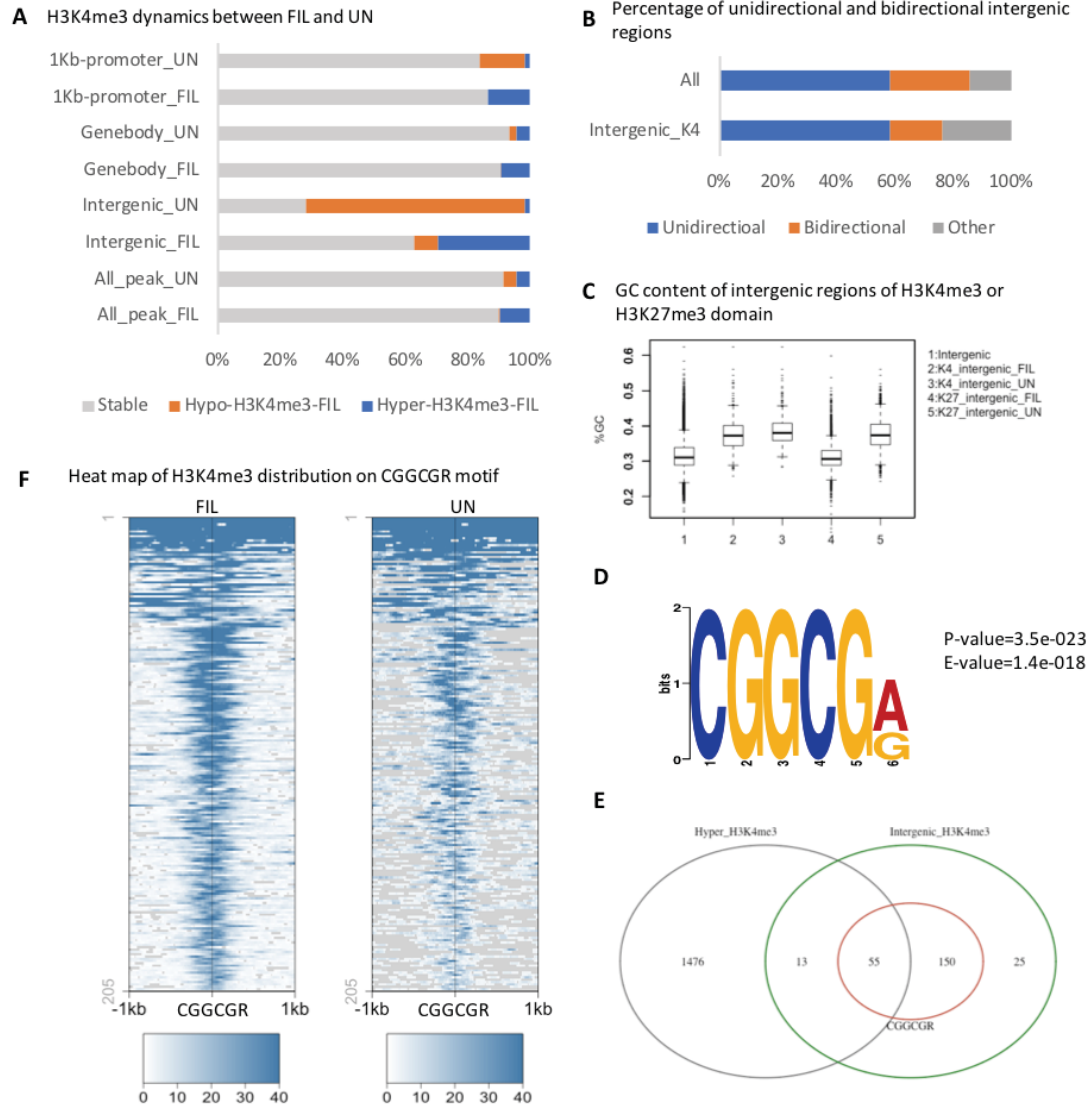 A H3K4me3 dynamics between FIL and UN
1Kb-promoter_UN
1Kb-promoter_FIL
Genebody_UN
Genebody_FIL
Intergenic_UN
Intergenic_FIL
All_peak_UN
All_peak_FIL
0% 20% 40% 60% 80% 100%
Stable Hypo-H3K4me3-FIL Hyper-H3K4me3-FIL
B Percentage of unidirectional and bidirectional intergenic
regions
All
Intergenic_K4
0% 20% 40% 60% 80% 100%
Unidirectioal Bidirectional Other
C GC content of intergenic regions of H3K4me3 or
H3K27me3 domain
%GC
0.6
0.5
0.4
0.3
0.2
1 2 3 4 5
1:Intergenic
2:K4_intergenic_FIL
3:K4_intergenic_UN
4:K27_intergenic_FIL
5:K27_intergenic_UN
D
bits
2
1
0
CGGCGA
G
1 2 3 4 5 6
P-value=3.5e-023
E-value=1.4e-018
E
Hyper_H3K4me3 Intergenic_H3K4me3
1476 13 55 150 25
CGGCGR
F Heat map of H3K4me3 distribution on CGGCGR motif
FIL UN
1 1
205 205
-1kb CGGCGR 1kb -1kb CGGCGR 1kb
0 10 20 30 40 0 10 20 30 40